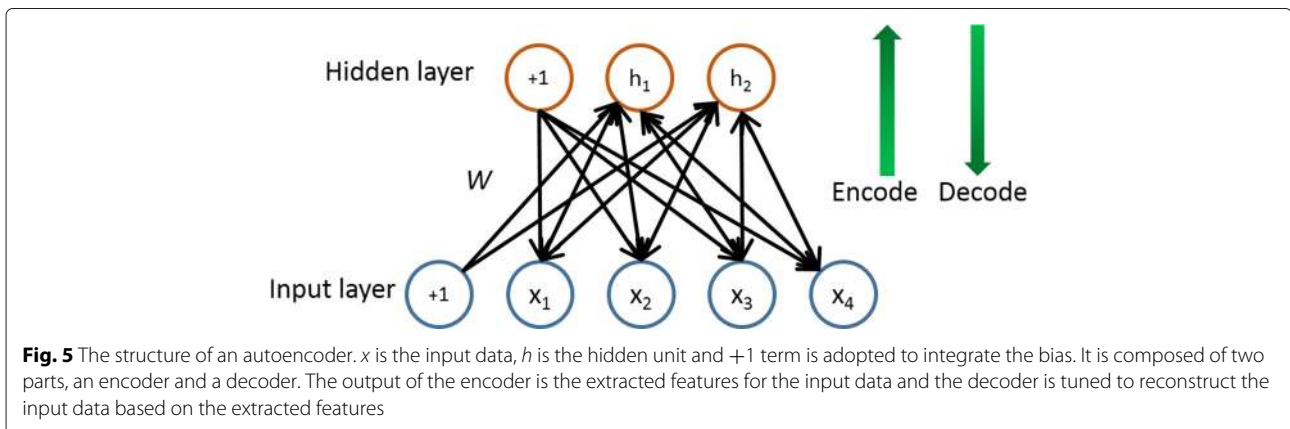 Hidden layer +1 h₁ h₂
W
Encode Decode
Input layer +1 x₁ x₂ x₃ x₄
Fig. 5 The structure of an autoencoder. x is the input data, h is the hidden unit and +1 term is adopted to integrate the bias. It is composed of two
parts, an encoder and a decoder. The output of the encoder is the extracted features for the input data and the decoder is tuned to reconstruct the
input data based on the extracted features